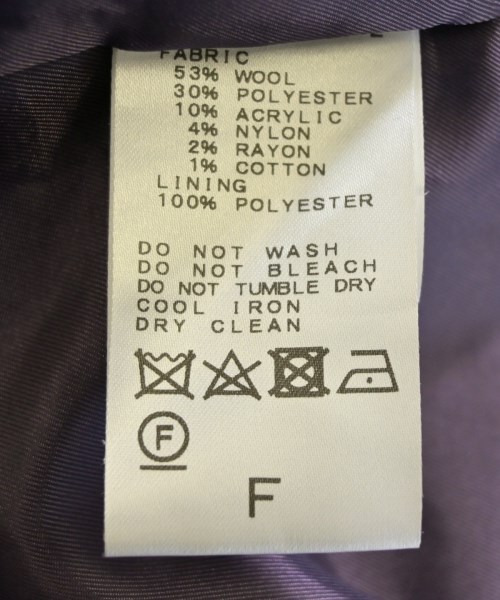 FABRIC
53% WOOL
30% POLYESTER
10% ACRYLIC
4% NYLON
2% RAYON
1% COTTON
LINING
100% POLYESTER
DO NOT WASH
DO NOT BLEACH
DO NOT TUMBLE DRY
COOL IRON
DRY CLEAN
F
F